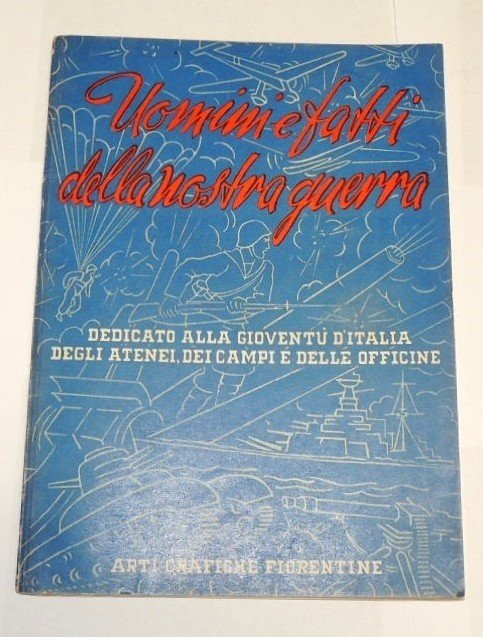 Uomini e fatti
della nostra guerra
DEDICATO ALLA GIOVENTÙ D'ITALIA
DEGLI ATENEI, DEI CAMPI E DELLE OFFICINE
ARTI GRAFICHE FIORENTINE